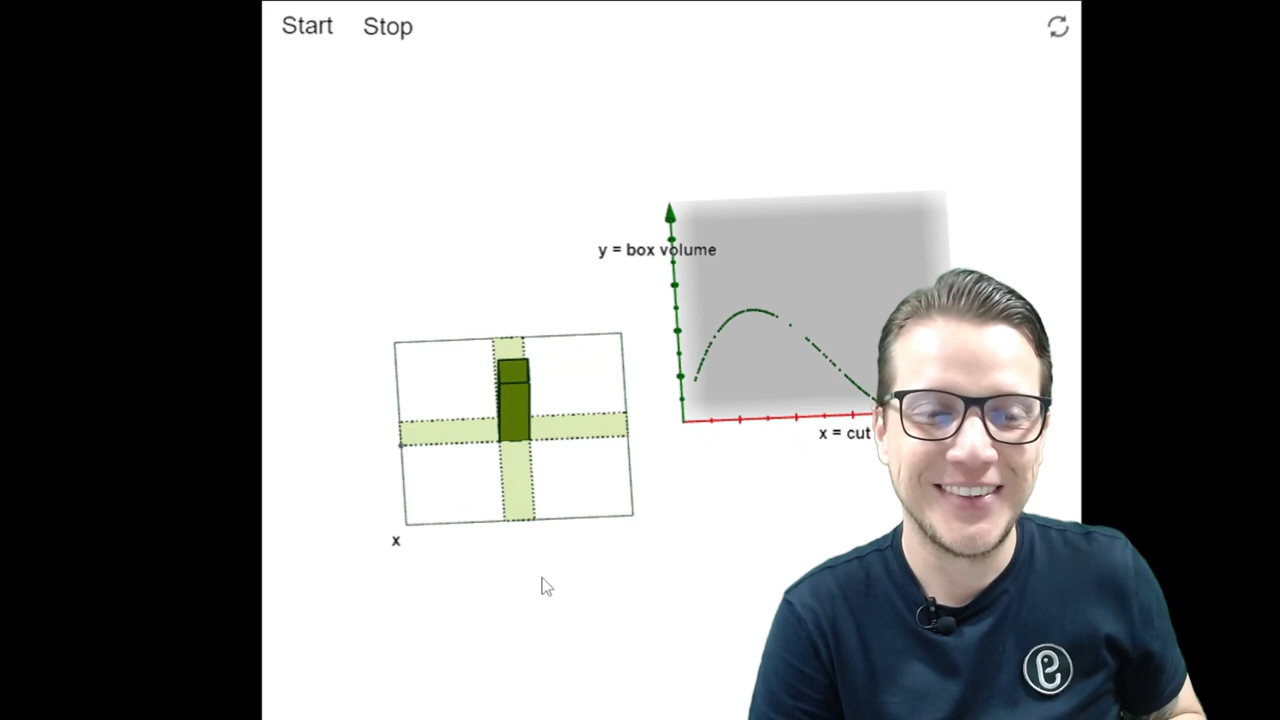 Start Stop
y = box volume
x = cut
x